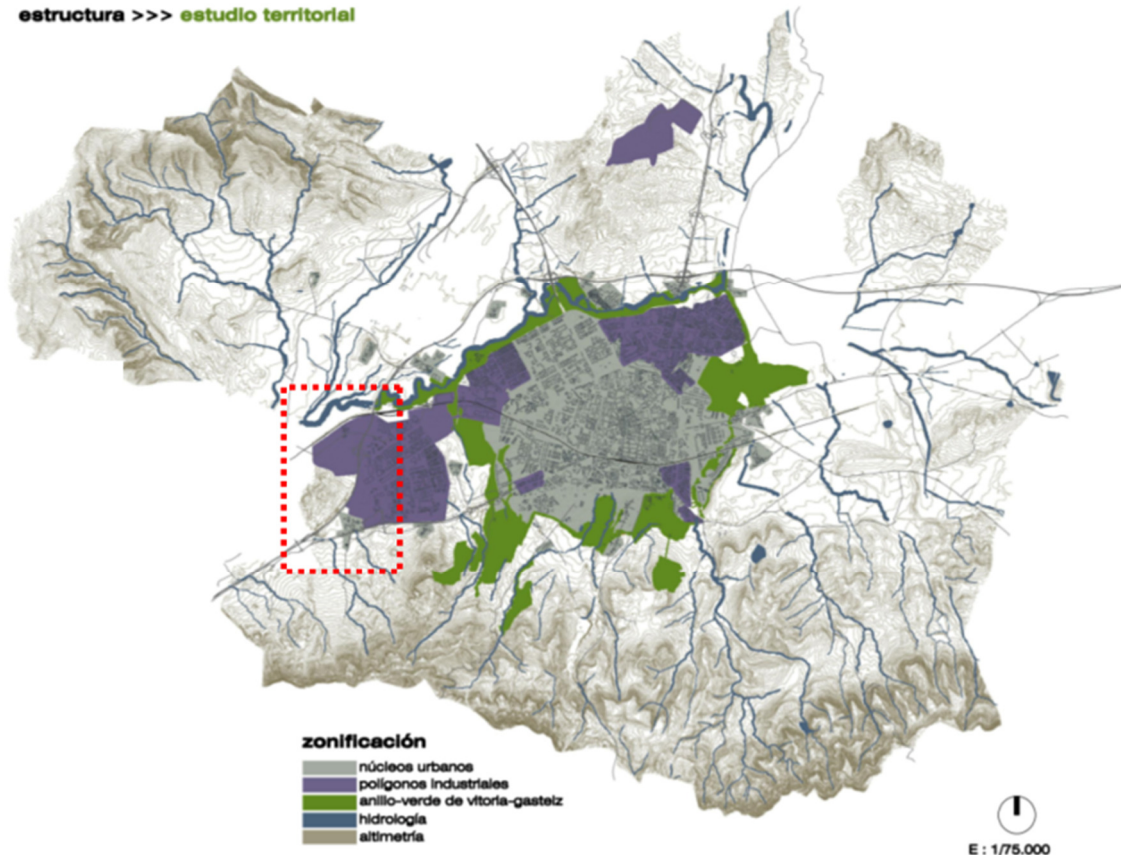 estructura >>> estudio territorial
zonificación
núcleos urbanos
polígonos industriales
anillo-verde de vitoria-gasteiz
hidrología
altimetría
E : 1/75.000